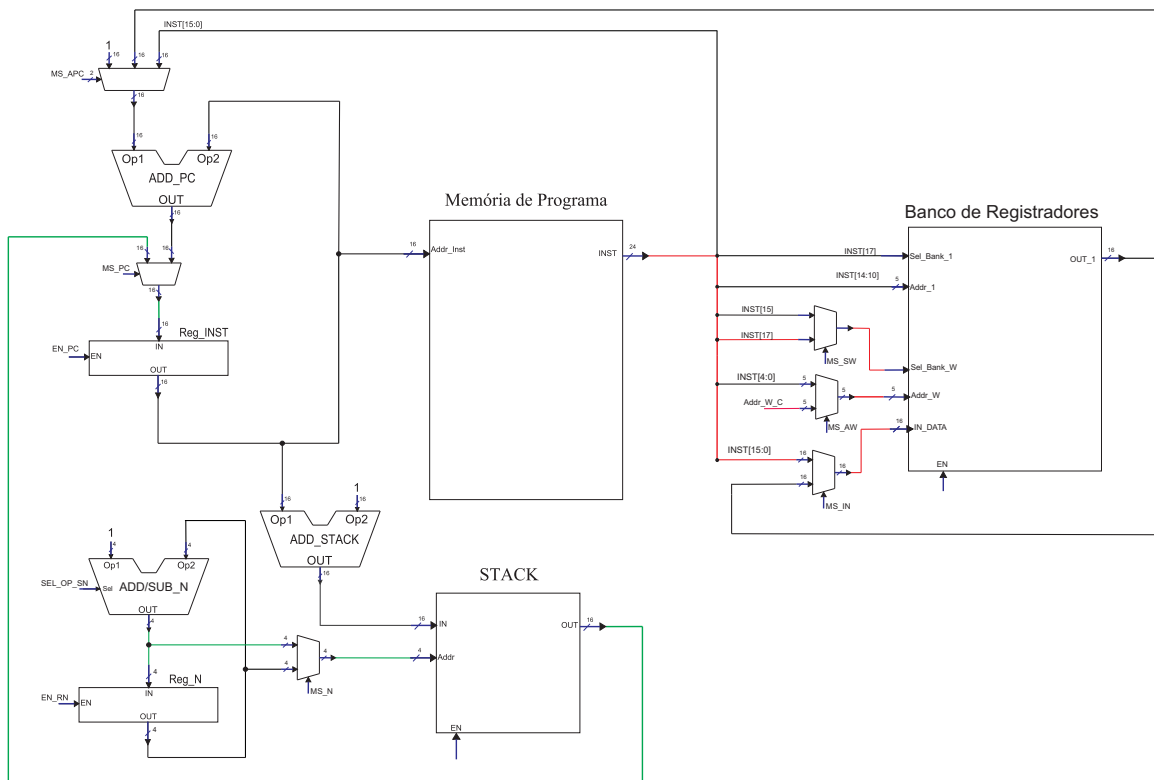 INST[15:0]
1
16
16
16
MS_APC
2
16
16
Op1
Op2
ADD_PC
OUT
16
16
16
MS_PC
16
16
Reg_INST
IN
EN_PC
EN
OUT
16
Memória de Programa
16
Addr_Inst
INST
24
Banco de Registradores
INST[17]
Sel_Bank_1
OUT_1
16
INST[14:10]
5
Addr_1
INST[15]
INST[17]
MS_SW
Sel_Bank_W
INST[4:0]
5
Addr_W_C
5
5
5
Addr_W
MS_AW
16
IN_DATA
INST[15:0]
16
16
16
MS_IN
EN
1
16
16
Op1
Op2
ADD_STACK
OUT
16
1
4
4
Op1
Op2
SEL_OP_SN
Sel
ADD/SUB_N
OUT
4
4
Reg_N
IN
EN_RN
EN
OUT
4
4
4
4
MS_N
STACK
16
IN
4
Addr
OUT
16
EN